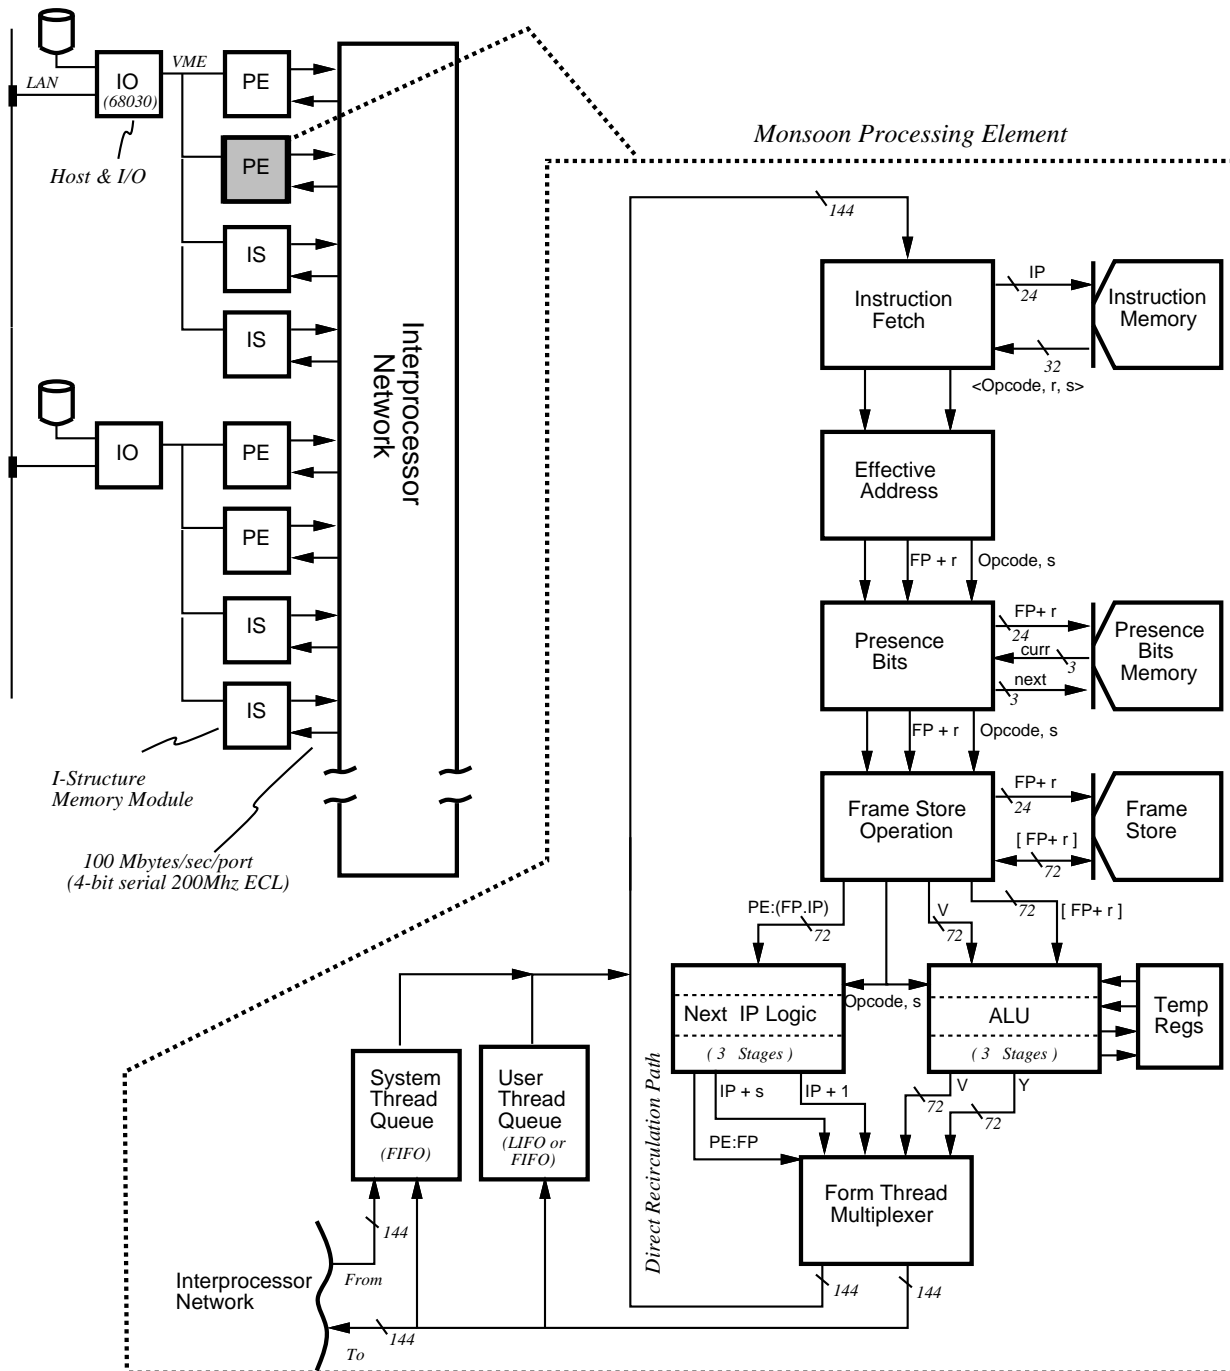 LAN
IO
(68030)
VME
PE
Host & I/O
PE
IS
IS
IO
PE
PE
IS
IS
Interprocessor
Network
I-Structure
Memory Module
100 Mbytes/sec/port
(4-bit serial 200Mhz ECL)
Monsoon Processing Element
144
Instruction
Fetch
IP
24
32
<Opcode, r, s>
Instruction
Memory
Effective
Address
FP + r
Opcode, s
Presence
Bits
FP+ r
24
curr
3
next
3
Presence
Bits
Memory
FP + r
Opcode, s
Frame Store
Operation
FP+ r
24
[ FP+ r ]
72
Frame
Store
PE:(FP.IP)
72
V
72
72
[ FP+ r ]
Next IP Logic
( 3 Stages )
Opcode, s
ALU
( 3 Stages )
Temp
Regs
IP + s
IP + 1
PE:FP
V
72
Y
72
Form Thread
Multiplexer
144
144
Direct Recirculation Path
System
Thread
Queue
(FIFO)
User
Thread
Queue
(LIFO or
FIFO)
144
From
Interprocessor
Network
144
To